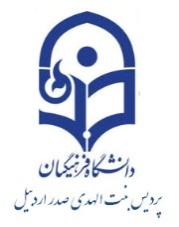 دانشگاه فرهنگیان
پردیس بنت الهدی صدر اردبیل